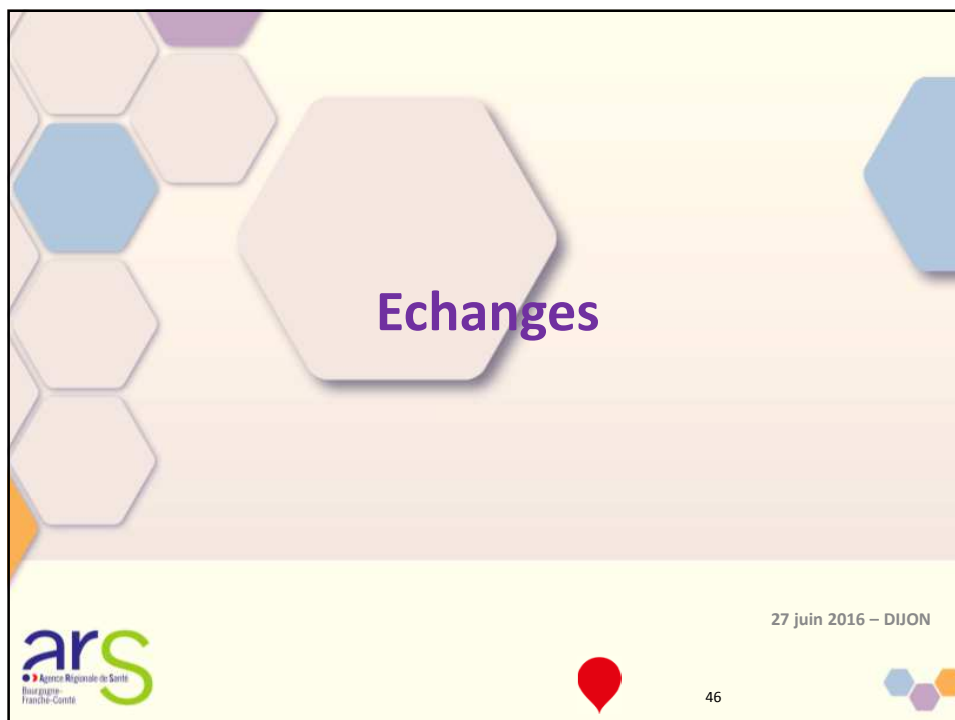 Echanges
27 juin 2016 – DIJON
ars
Agence Régionale de Santé
Bourgogne-
Franche-Comté
46